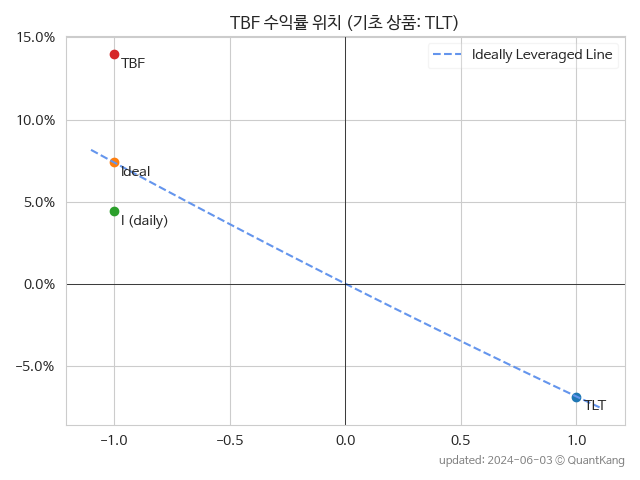 TBF 수익률 위치 (기초 상품: TLT)
15.0%
10.0%
5.0%
0.0%
−5.0%
Ideally Leveraged Line
TBF
Ideal
I (daily)
TLT
−1.0 −0.5 0.0 0.5 1.0
updated: 2024-06-03 © QuantKang